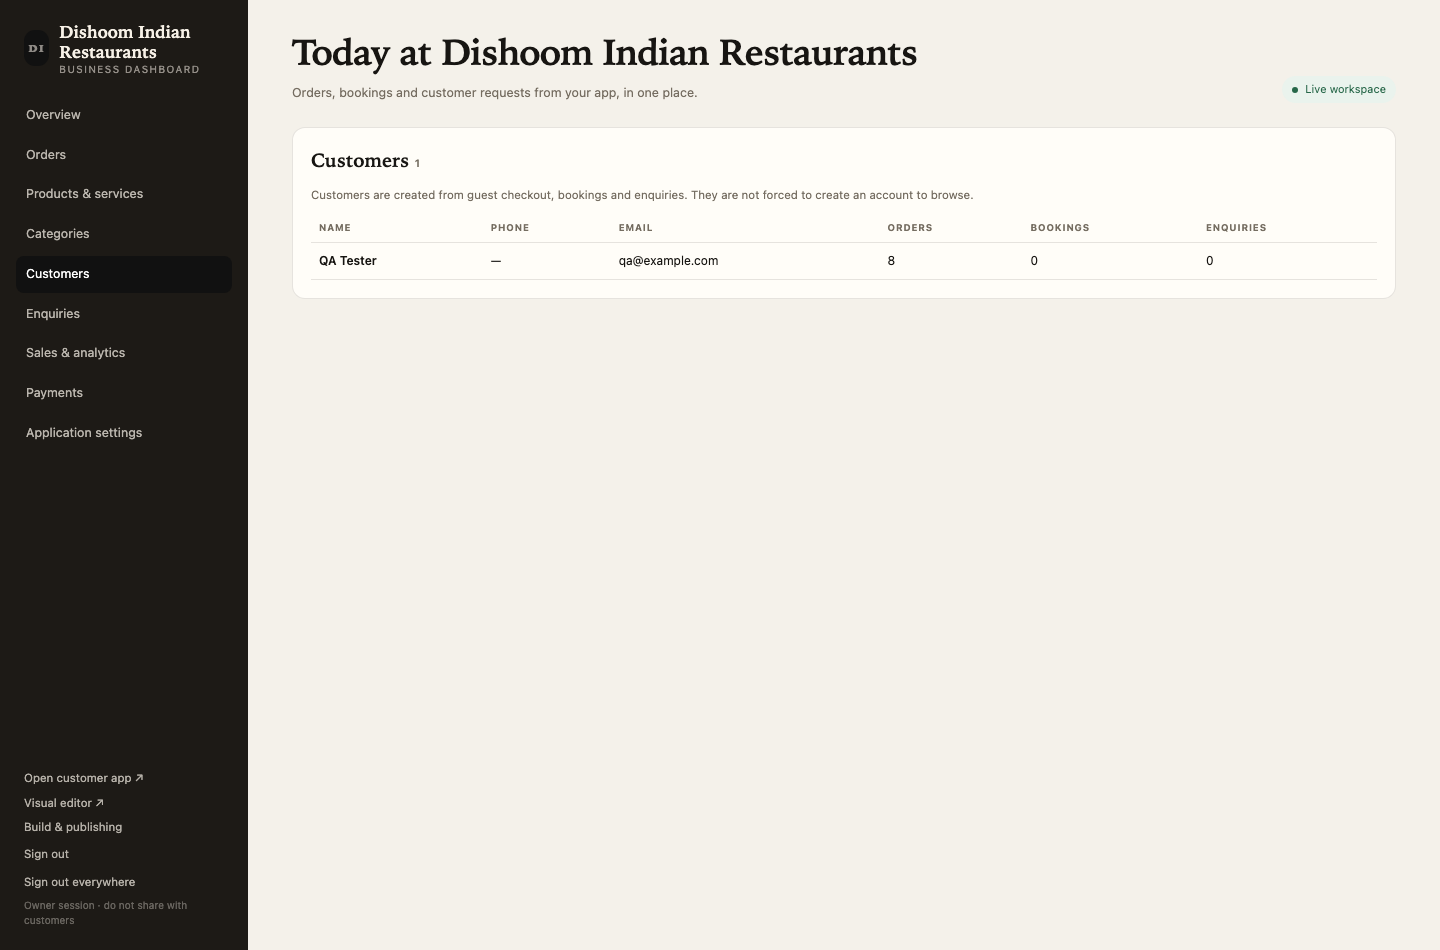 DI
Dishoom Indian
Restaurants
BUSINESS DASHBOARD
Overview
Orders
Products & services
Categories
Customers
Enquiries
Sales & analytics
Payments
Application settings
Open customer app ↗
Visual editor ↗
Build & publishing
Sign out
Sign out everywhere
Owner session · do not share with
customers
Today at Dishoom Indian Restaurants
Orders, bookings and customer requests from your app, in one place.
Live workspace
Customers 1
Customers are created from guest checkout, bookings and enquiries. They are not forced to create an account to browse.
NAME PHONE EMAIL ORDERS BOOKINGS ENQUIRIES
QA Tester — qa@example.com 8 0 0